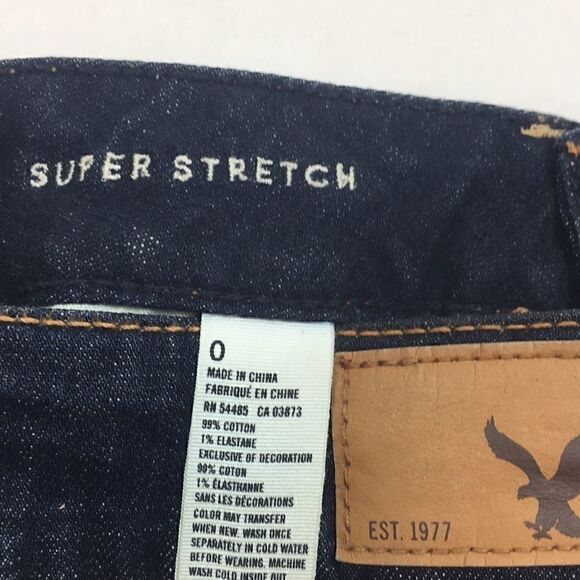 SUPER STRETCH
0
MADE IN CHINA
FABRIQUÉ EN CHINE
RN 54485 CA 03873
99% COTTON
1% ELASTANE
EXCLUSIVE OF DECORATION
99% COTON
1% ÉLASTHANNE
SANS LES DÉCORATIONS
COLOR MAY TRANSFER
WHEN NEW. WASH ONCE
SEPARATELY IN COLD WATER
BEFORE WEARING. MACHINE
WASH COLD INSIDE OUT
EST. 1977